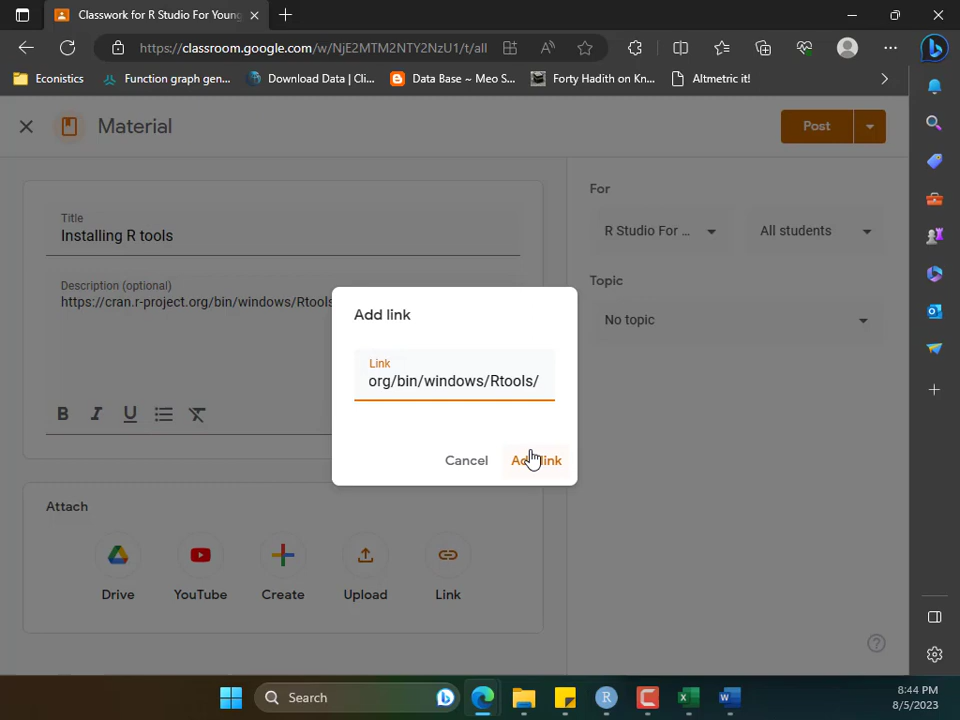 Classwork for R Studio For Young
https://classroom.google.com/w/NjE2MTM2NTY2NzU1/t/all
Econistics
Function graph gen...
Download Data | Cli...
Data Base ~ Meo S...
Forty Hadith on Kn...
Altmetric it!
Material
Post
Title
Installing R tools
Description (optional)
https://cran.r-project.org/bin/windows/Rtools
For
R Studio For ...
All students
Topic
No topic
Add link
Link
org/bin/windows/Rtools/
Cancel
Add link
B I U
Attach
Drive
YouTube
Create
Upload
Link
Search
8:44 PM
8/5/2023